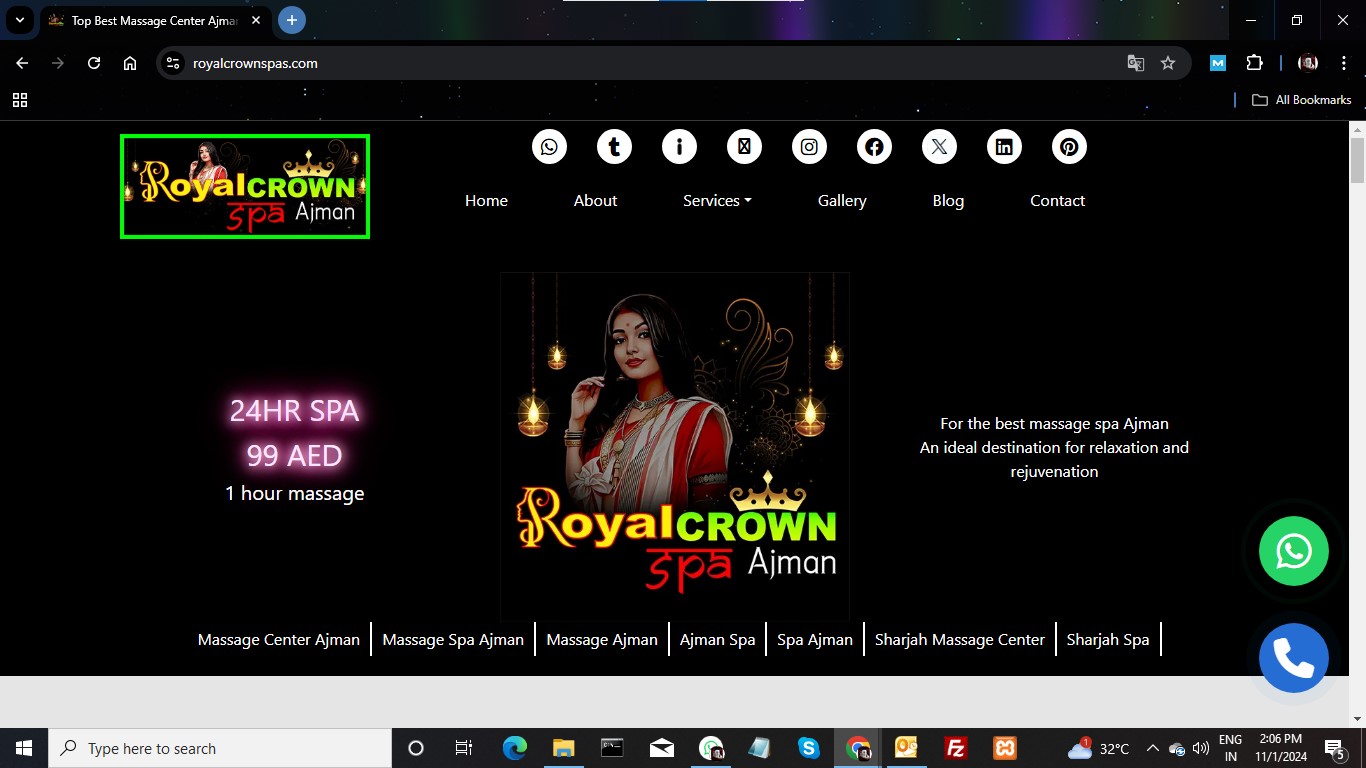 Top Best Massage Center Ajma
royalcrownspas.com
All Bookmarks
RoyalCROWN
spa Ajman
Home About Services Gallery Blog Contact
24HR SPA
99 AED
1 hour massage
RoyalCROWN
spa Ajman
For the best massage spa Ajman
An ideal destination for relaxation and
rejuvenation
Massage Center Ajman Massage Spa Ajman Massage Ajman Ajman Spa Spa Ajman Sharjah Massage Center Sharjah Spa
Type here to search
32°C
ENG
IN
2:06 PM
11/1/2024
5